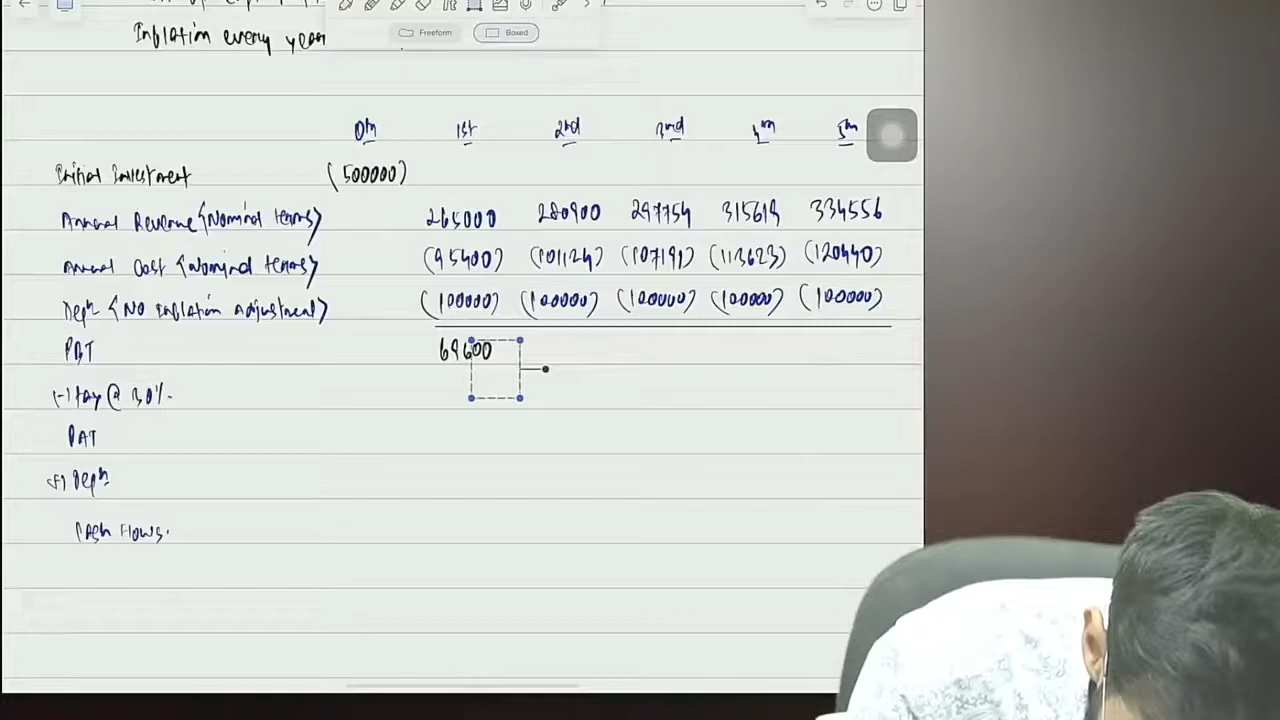 Inflation every year
Freeform Boxed
0th 1st 2nd 3rd 4th 5th
Initial Investment (500000)
Annual Revenue {Nominal terms} 265000 280900 297754 315619 334556
Annual Cost {Nominal terms} (95400) (101124) (107191) (113623) (120440)
Depn {No Inflation Adjustment} (100000) (100000) (100000) (100000) (100000)
PBT 69600
(-) Tax @ 30%.
PAT
(+) Depn
Cash Flows.